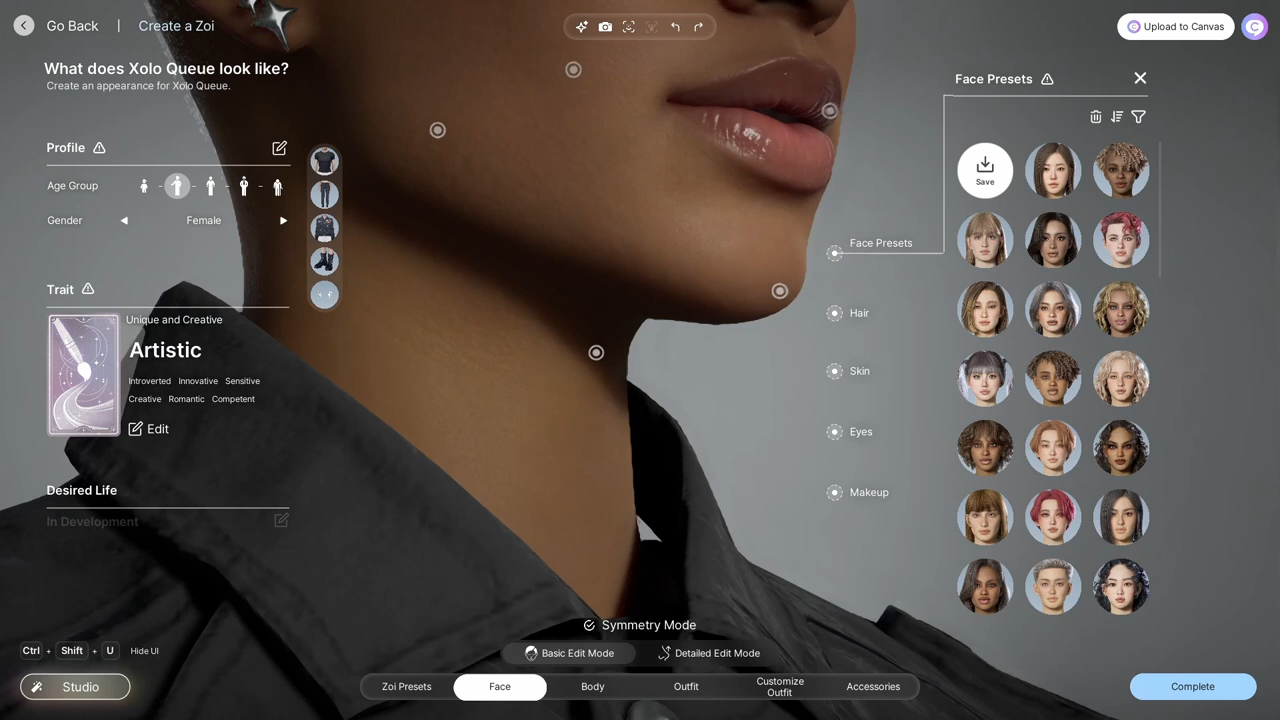 Go Back | Create a Zoi
Upload to Canvas
What does Xolo Queue look like?
Create an appearance for Xolo Queue.
Profile
Age Group
Gender
Female
Trait
Unique and Creative
Artistic
Introverted Innovative Sensitive
Creative Romantic Competent
Edit
Desired Life
In Development
Face Presets
Save
Face Presets
Hair
Skin
Eyes
Makeup
Symmetry Mode
Basic Edit Mode
Detailed Edit Mode
Ctrl + Shift + U Hide UI
Studio
Zoi Presets
Face
Body
Outfit
Customize
Outfit
Accessories
Complete